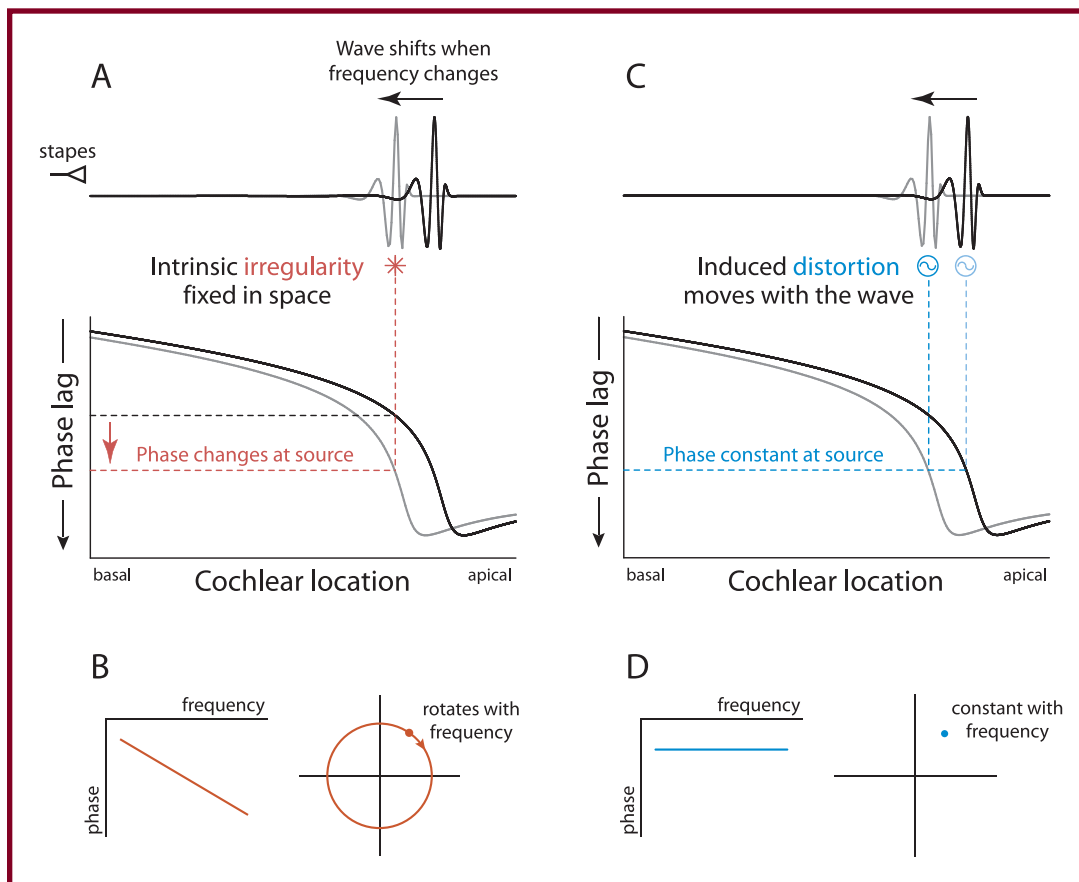 A
Wave shifts when
frequency changes
stapes
Intrinsic irregularity
fixed in space
Phase lag
Phase changes at source
basal
Cochlear location
apical
B
frequency
phase
rotates with
frequency
C
Induced distortion
moves with the wave
Phase lag
Phase constant at source
basal
Cochlear location
apical
D
frequency
phase
constant with
frequency